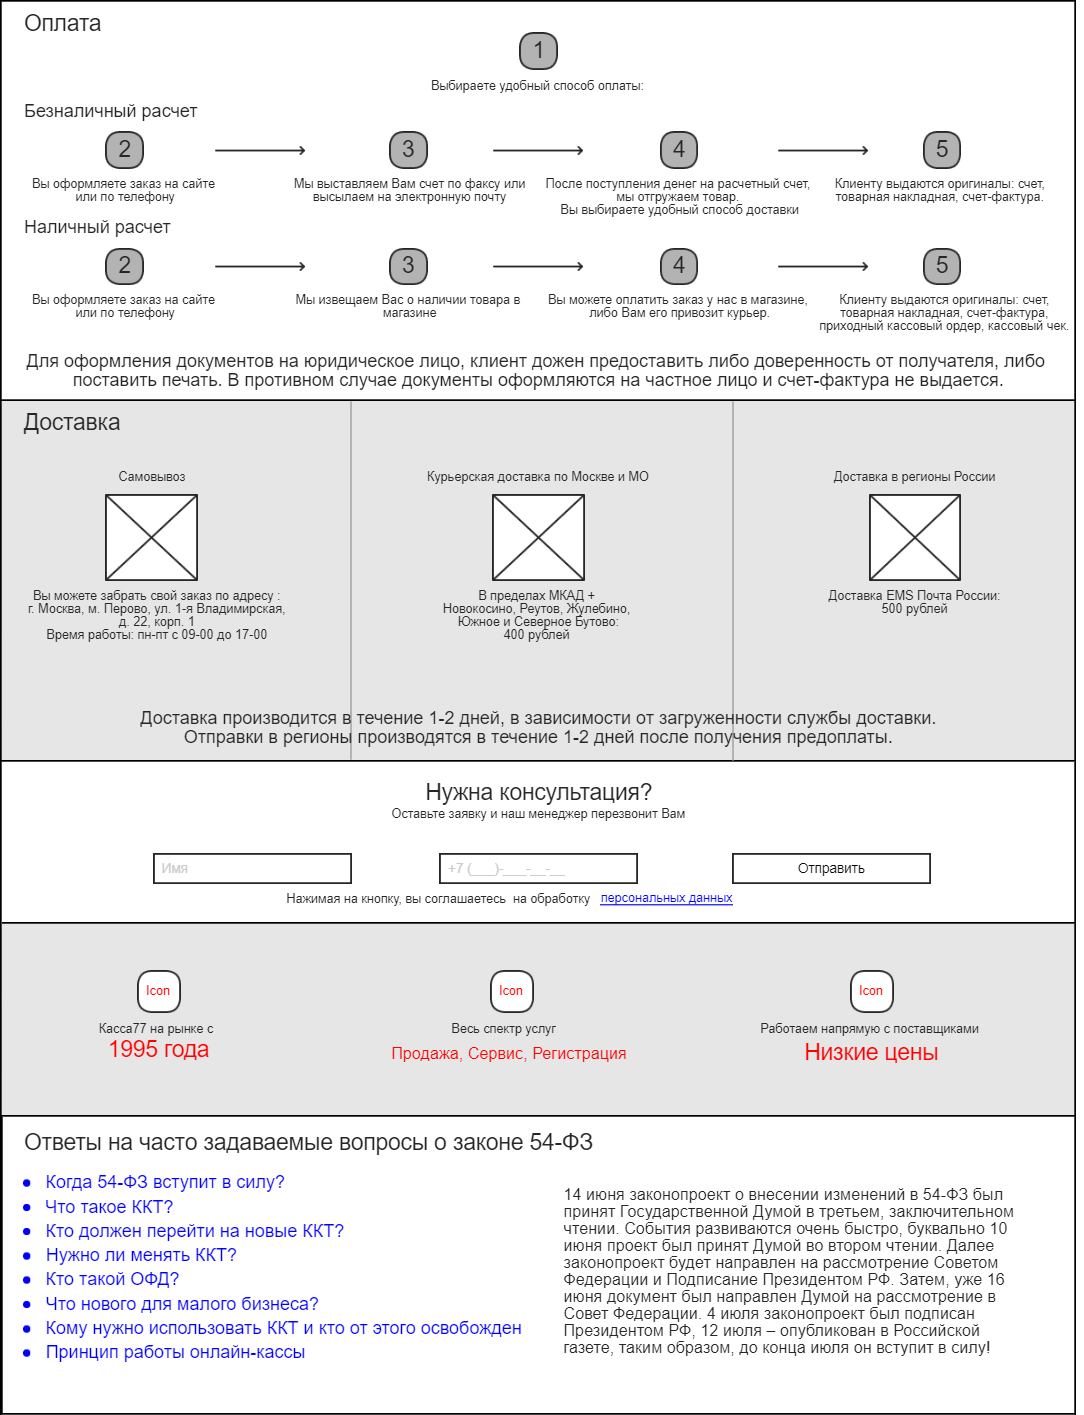 Оплата
1
Выбираете удобный способ оплаты:
Безналичный расчет
2
3
4
5
Вы оформляете заказ на сайте
или по телефону
Мы выставляем Вам счет по факсу или
высылаем на электронную почту
После поступления денег на расчетный счет,
мы отгружаем товар.
Вы выбираете удобный способ доставки
Клиенту выдаются оригиналы: счет,
товарная накладная, счет-фактура.
Наличный расчет
2
3
4
5
Вы оформляете заказ на сайте
или по телефону
Мы извещаем Вас о наличии товара в
магазине
Вы можете оплатить заказ у нас в магазине,
либо Вам его привозит курьер.
Клиенту выдаются оригиналы: счет,
товарная накладная, счет-фактура,
приходный кассовый ордер, кассовый чек.
Для оформления документов на юридическое лицо, клиент дожен предоставить либо доверенность от получателя, либо
поставить печать. В противном случае документы оформляются на частное лицо и счет-фактура не выдается.
Доставка
Самовывоз
Вы можете забрать свой заказ по адресу :
г. Москва, м. Перово, ул. 1-я Владимирская,
д. 22, корп. 1
Время работы: пн-пт с 09-00 до 17-00
Курьерская доставка по Москве и МО
В пределах МКАД +
Новокосино, Реутов, Жулебино,
Южное и Северное Бутово:
400 рублей
Доставка в регионы России
Доставка EMS Почта России:
500 рублей
Доставка производится в течение 1-2 дней, в зависимости от загруженности службы доставки.
Отправки в регионы производятся в течение 1-2 дней после получения предоплаты.
Нужна консультация?
Оставьте заявку и наш менеджер перезвонит Вам
Имя
+7 (___)-___-__-__
Отправить
Нажимая на кнопку, вы соглашаетесь на обработку персональных данных
Icon
Касса77 на рынке с
1995 года
Icon
Весь спектр услуг
Продажа, Сервис, Регистрация
Icon
Работаем напрямую с поставщиками
Низкие цены
Ответы на часто задаваемые вопросы о законе 54-ФЗ
Когда 54-ФЗ вступит в силу?
Что такое ККТ?
Кто должен перейти на новые ККТ?
Нужно ли менять ККТ?
Кто такой ОФД?
Что нового для малого бизнеса?
Кому нужно использовать ККТ и кто от этого освобожден
Принцип работы онлайн-кассы
14 июня законопроект о внесении изменений в 54-ФЗ был
принят Государственной Думой в третьем, заключительном
чтении. События развиваются очень быстро, буквально 10
июня проект был принят Думой во втором чтении. Далее
законопроект будет направлен на рассмотрение Советом
Федерации и Подписание Президентом РФ. Затем, уже 16
июня документ был направлен Думой на рассмотрение в
Совет Федерации. 4 июля законопроект был подписан
Президентом РФ, 12 июля – опубликован в Российской
газете, таким образом, до конца июля он вступит в силу!